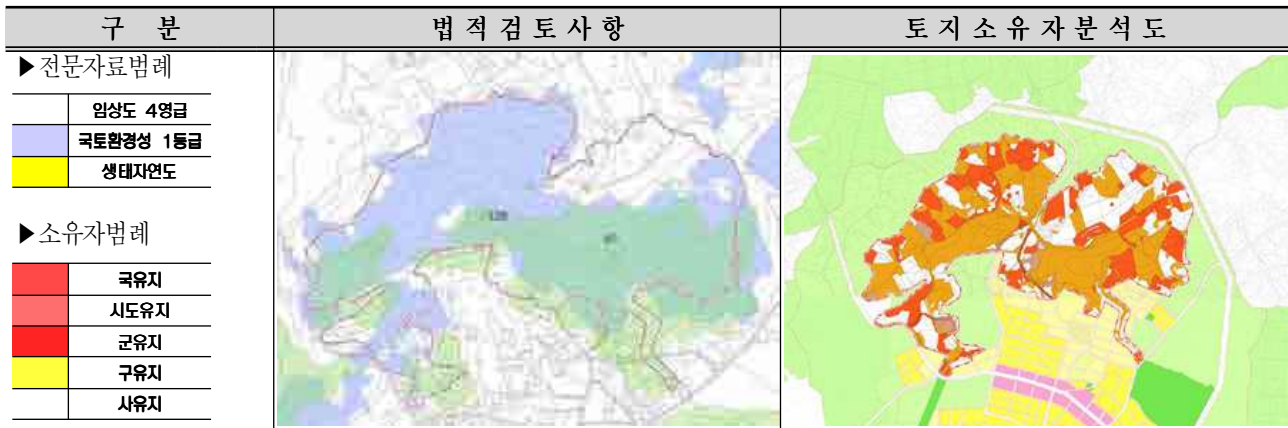 구 분
법적검토사항
토지소유자분석도
▶전문자료범례
임상도 4영급
국토환경성 1등급
생태자연도
▶소유자범례
국유지
시도유지
군유지
구유지
사유지